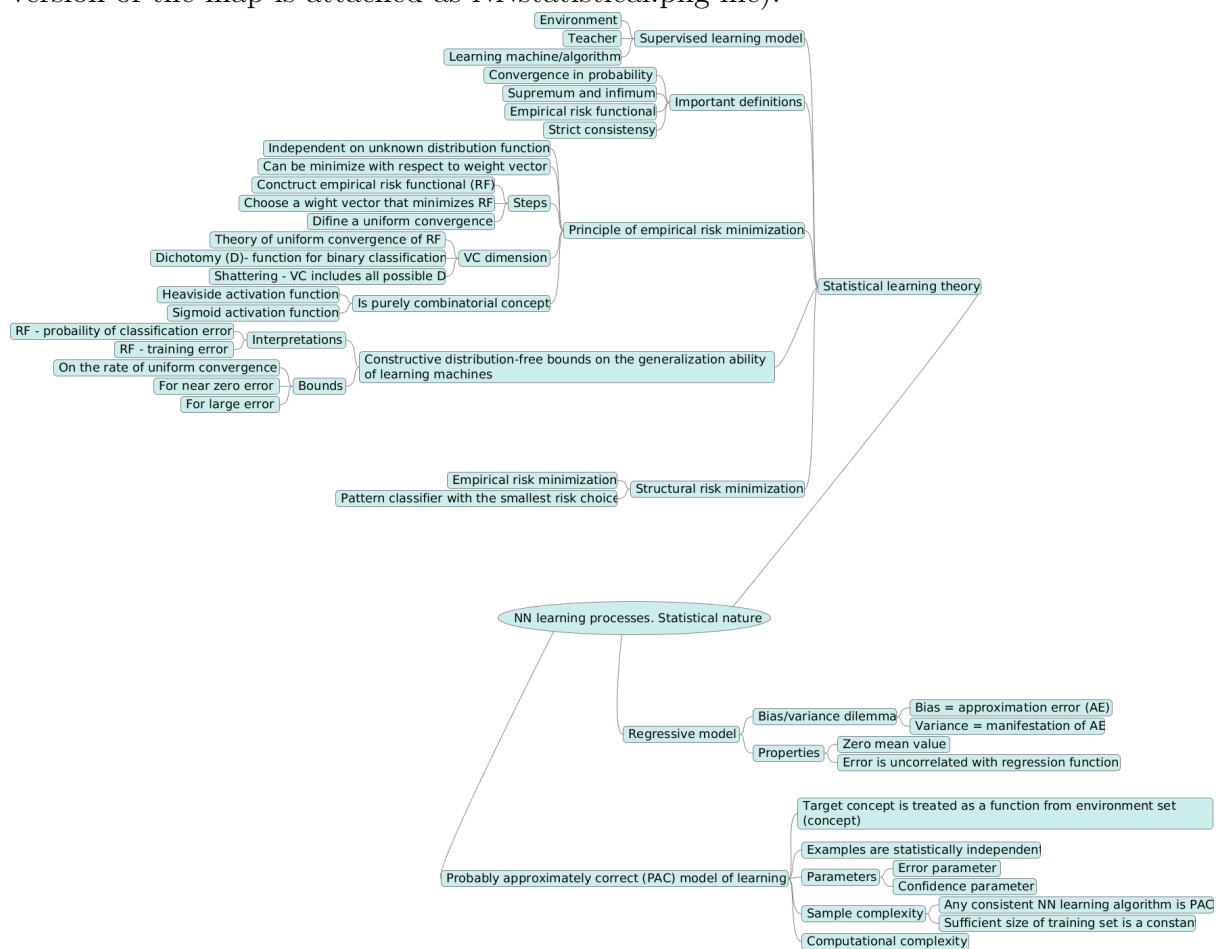 version of the map is attached as NNstatistical.png file).
Environment
Teacher
Learning machine/algorithm
Supervised learning model
Convergence in probability
Supremum and infimum
Empirical risk functional
Strict consistensy
Important definitions
Independent on unknown distribution function
Can be minimize with respect to weight vector
Construct empirical risk functional (RF)
Choose a wight vector that minimizes RF
Difine a uniform convergence
Steps
Principle of empirical risk minimization
Theory of uniform convergence of RF
Dichotomy (D)- function for binary classification
Shattering - VC includes all possible D
VC dimension
Heaviside activation function
Sigmoid activation function
Is purely combinatorial concept
Statistical learning theory
RF - probaility of classification error
RF - training error
Interpretations
On the rate of uniform convergence
For near zero error
For large error
Bounds
Constructive distribution-free bounds on the generalization ability
of learning machines
Empirical risk minimization
Pattern classifier with the smallest risk choice
Structural risk minimization
NN learning processes. Statistical nature
Regressive model
Bias/variance dilemma
Bias = approximation error (AE)
Variance = manifestation of AE
Properties
Zero mean value
Error is uncorrelated with regression function
Probably approximately correct (PAC) model of learning
Target concept is treated as a function from environment set
(concept)
Examples are statistically independent
Parameters
Error parameter
Confidence parameter
Sample complexity
Any consistent NN learning algorithm is PAC
Sufficient size of training set is a constan
Computational complexity